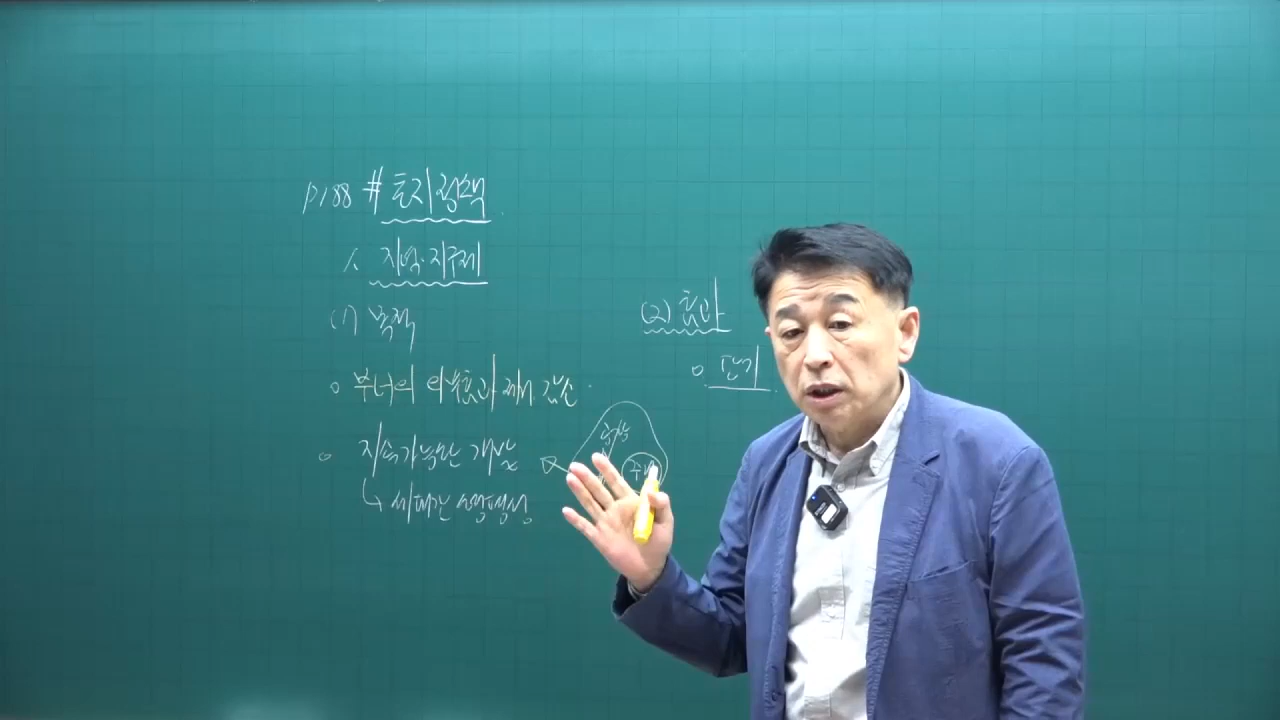 P188 # 토지정책
1. 지역·지구제
(1) 목적
○ 부(-)의 외부효과 제거, 감소
○ 지속가능한 개발
↳ 세대간 형평성
(2) 효과
○ 단기